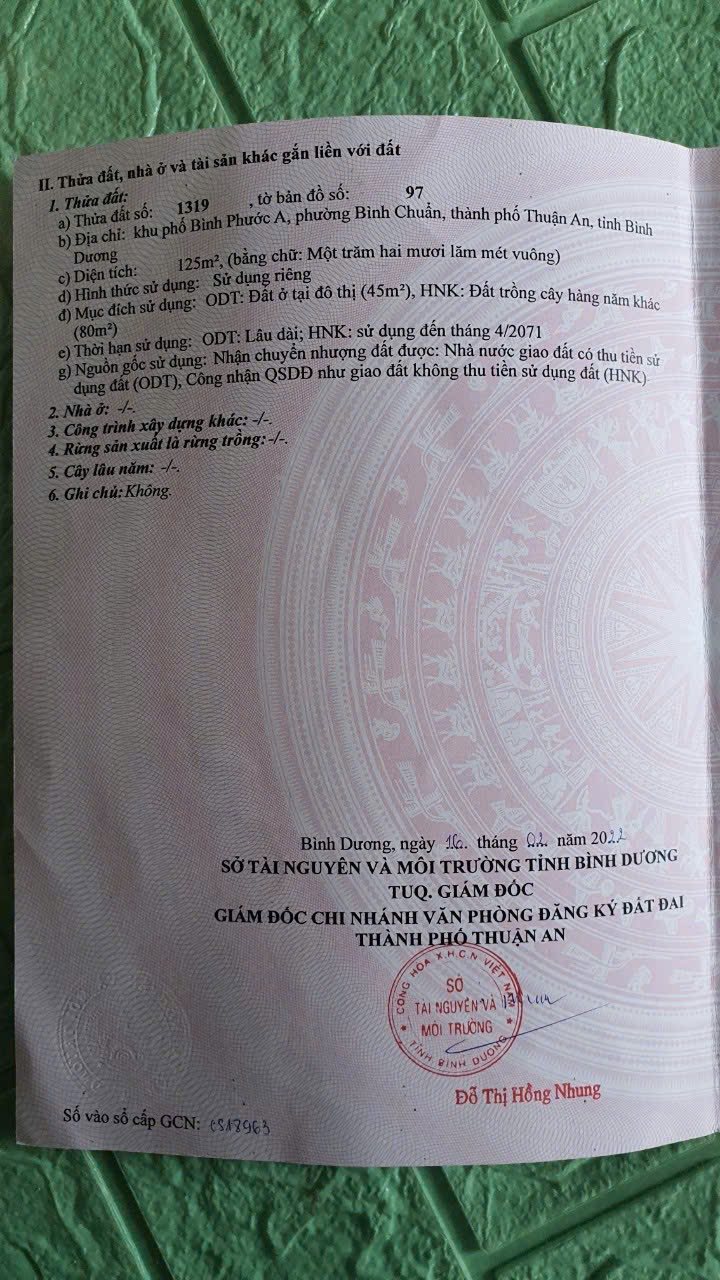 II. Thửa đất, nhà ở và tài sản khác gắn liền với đất
1. Thửa đất:
a) Thửa đất số: 1319 , tờ bản đồ số: 97
b) Địa chỉ: khu phố Bình Phước A, phường Bình Chuẩn, thành phố Thuận An, tỉnh Bình
Dương
c) Diện tích: 125m², (bằng chữ: Một trăm hai mươi lăm mét vuông)
d) Hình thức sử dụng: Sử dụng riêng
đ) Mục đích sử dụng: ODT: Đất ở tại đô thị (45m²), HNK: Đất trồng cây hàng năm khác
(80m²)
e) Thời hạn sử dụng: ODT: Lâu dài; HNK: sử dụng đến tháng 4/2071
g) Nguồn gốc sử dụng: Nhận chuyển nhượng đất được: Nhà nước giao đất có thu tiền sử
dụng đất (ODT), Công nhận QSDĐ như giao đất không thu tiền sử dụng đất (HNK)
2. Nhà ở: -/-.
3. Công trình xây dựng khác: -/-.
4. Rừng sản xuất là rừng trồng: -/-.
5. Cây lâu năm: -/-.
6. Ghi chú: Không.
Bình Dương, ngày 16. tháng 02. năm 2022
SỞ TÀI NGUYÊN VÀ MÔI TRƯỜNG TỈNH BÌNH DƯƠNG
TUQ. GIÁM ĐỐC
GIÁM ĐỐC CHI NHÁNH VĂN PHÒNG ĐĂNG KÝ ĐẤT ĐAI
THÀNH PHỐ THUẬN AN
CỘNG HÒA X.H.C.N VIỆT NAM
SỞ
TÀI NGUYÊN VÀ
MÔI TRƯỜNG
TỈNH BÌNH DƯƠNG
Đỗ Thị Hồng Nhung
Số vào sổ cấp GCN: CS18963